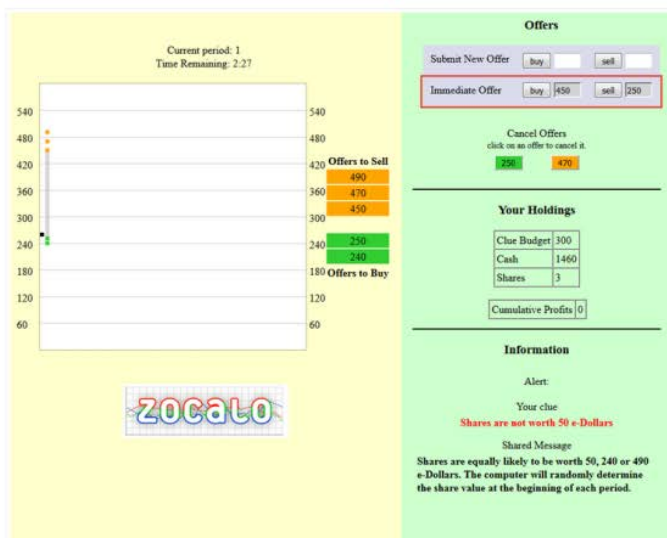 Current period: 1
Time Remaining: 2:27
540
480
420
360
300
240
180
120
60
540
480
420
360
300
240
180
120
60
Offers to Sell
490
470
450
250
240
Offers to Buy
ZOCALO
Offers
Submit New Offer buy sell
Immediate Offer buy 450 sell 250
Cancel Offers
click on an offer to cancel it.
250 470
Your Holdings
Clue Budget 300
Cash 1460
Shares 3
Cumulative Profits 0
Information
Alert:
Your clue
Shares are not worth 50 e-Dollars
Shared Message
Shares are equally likely to be worth 50, 240 or 490
e-Dollars. The computer will randomly determine
the share value at the beginning of each period.